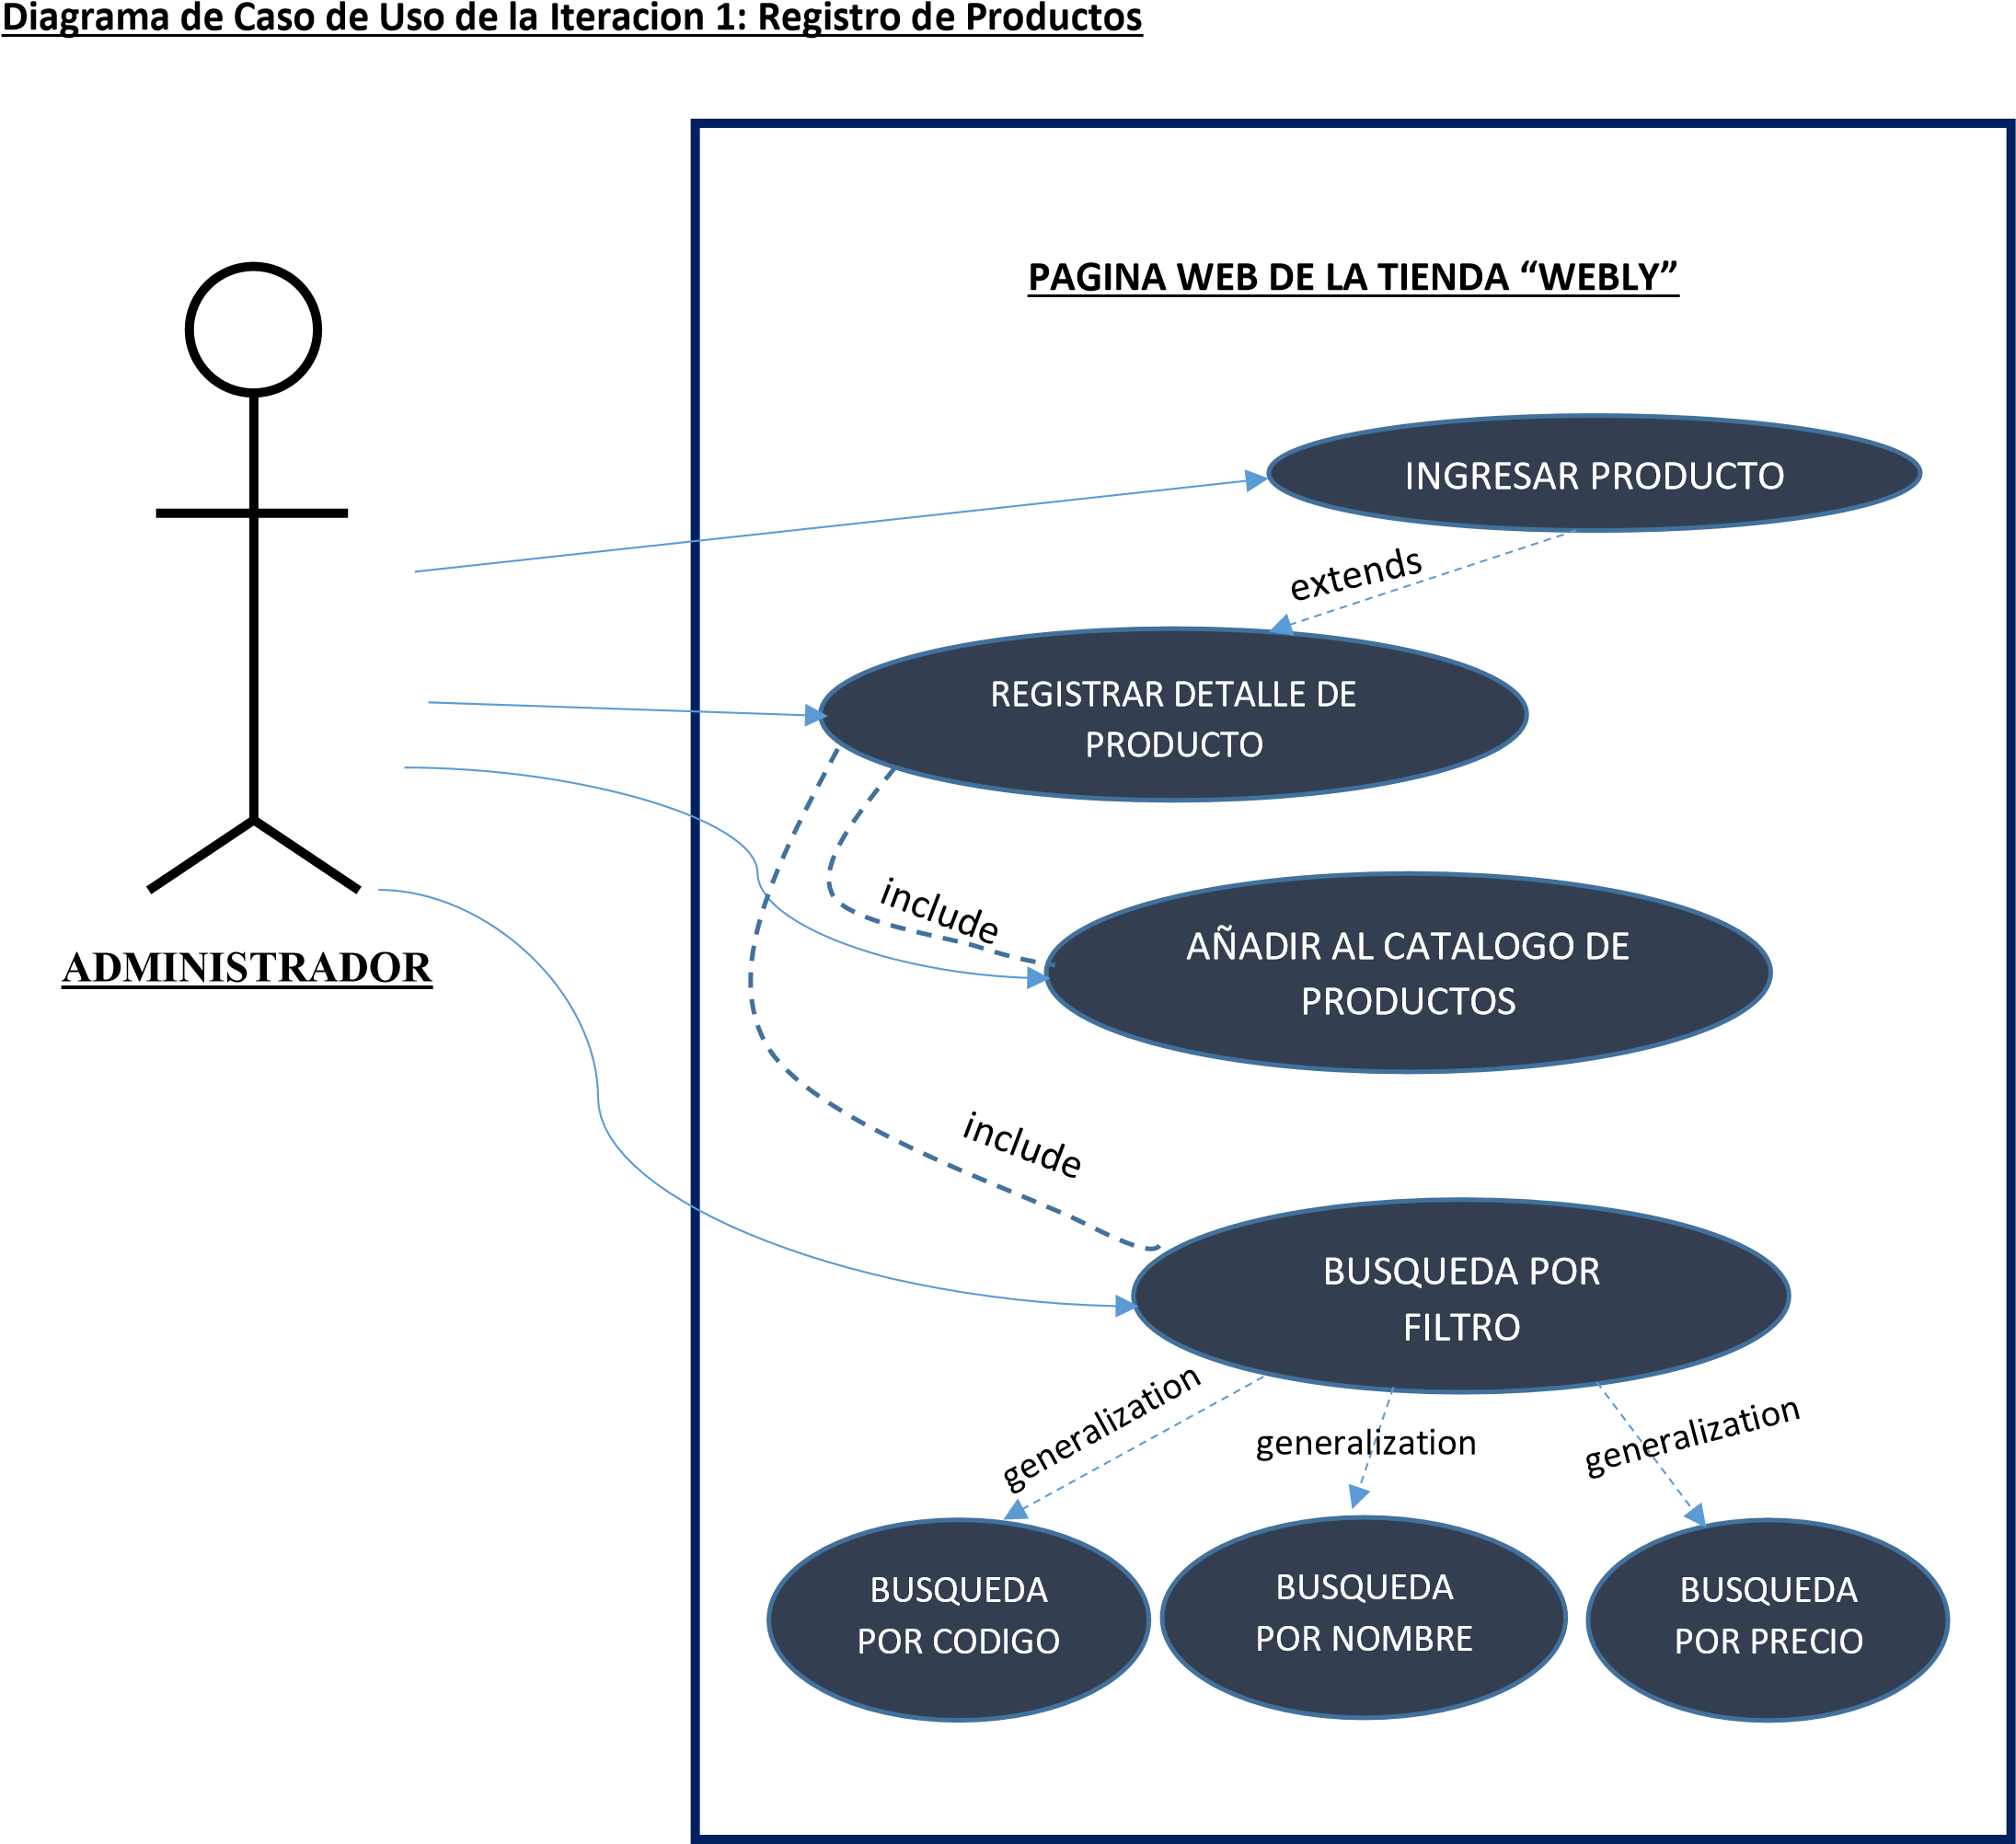 Diagrama de Caso de Uso de la Iteracion 1: Registro de Productos
PAGINA WEB DE LA TIENDA “WEBLY”
INGRESAR PRODUCTO
extends
REGISTRAR DETALLE DE
PRODUCTO
include
AÑADIR AL CATALOGO DE
PRODUCTOS
ADMINISTRADOR
include
BUSQUEDA POR
FILTRO
generalization
generalization
generalization
BUSQUEDA
POR CODIGO
BUSQUEDA
POR NOMBRE
BUSQUEDA
POR PRECIO